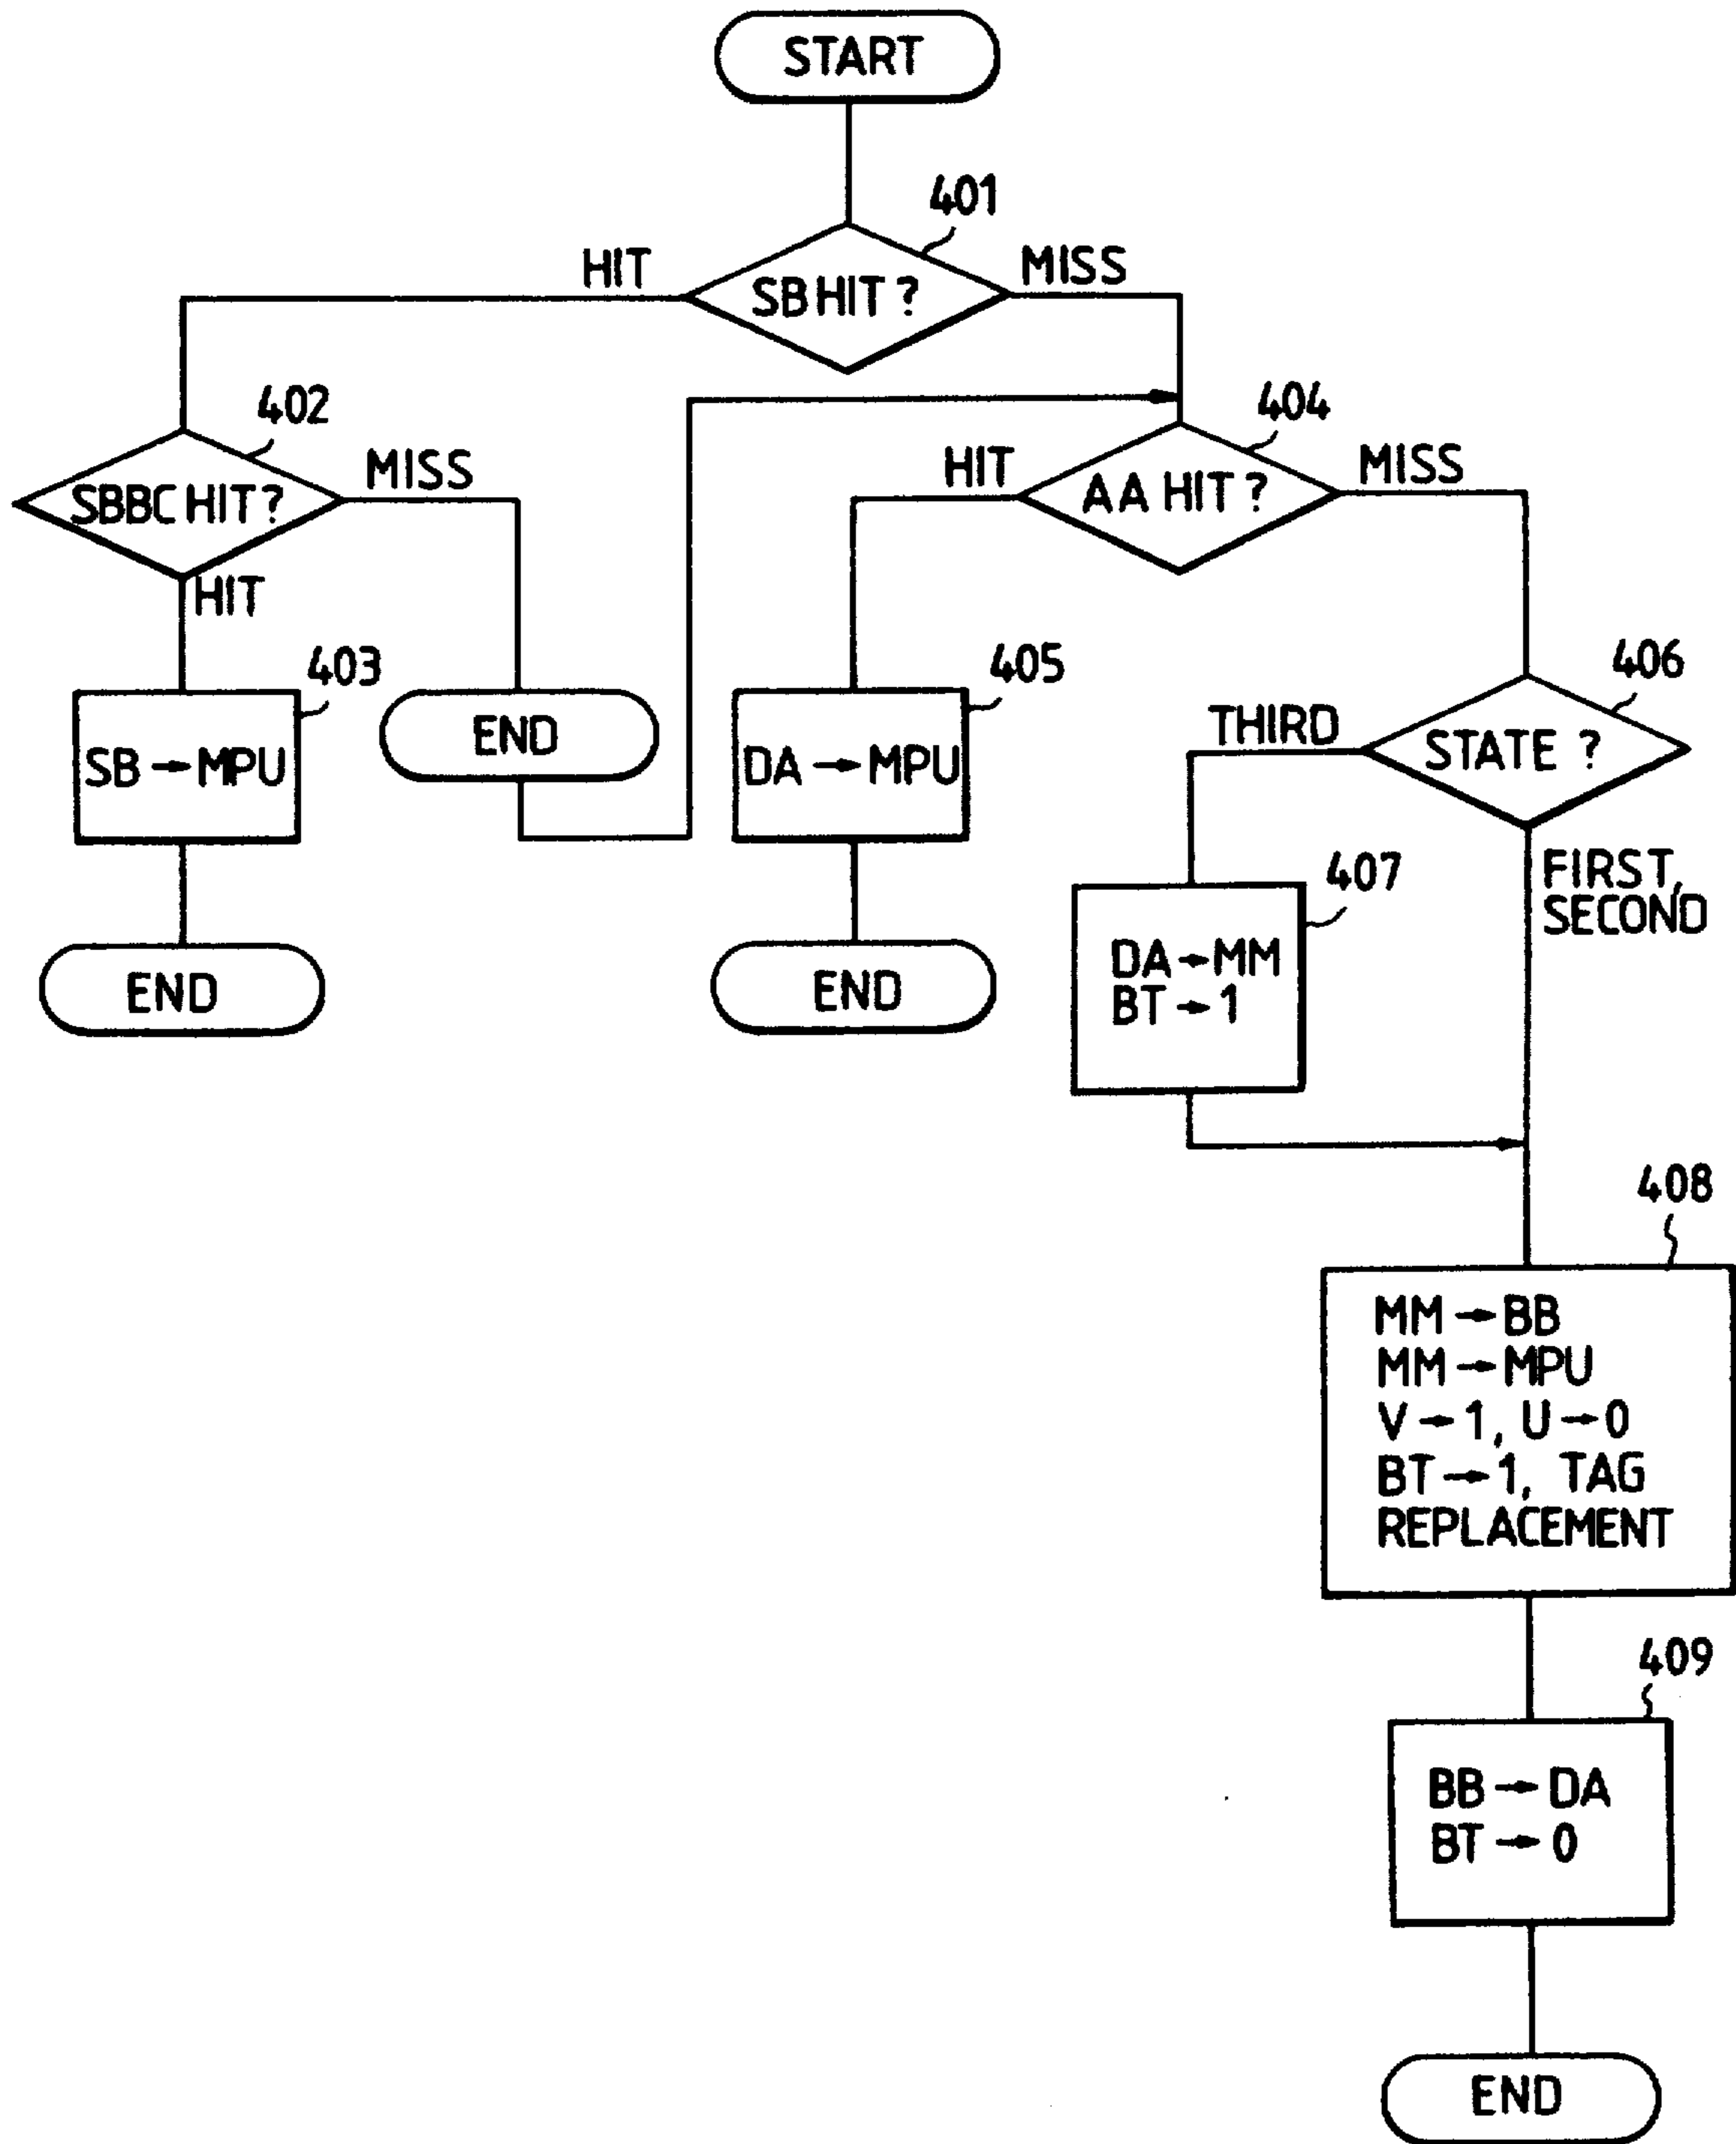 START
401
HIT
MISS
SB HIT ?
402
404
MISS
HIT
MISS
SBBC HIT ?
AA HIT ?
HIT
403
405
406
THIRD
SB → MPU
END
DA → MPU
STATE ?
407
FIRST,
SECOND
DA → MM
BT → 1
END
END
408
MM → BB
MM → MPU
V → 1, U → 0
BT → 1, TAG
REPLACEMENT
409
BB → DA
BT → 0
END